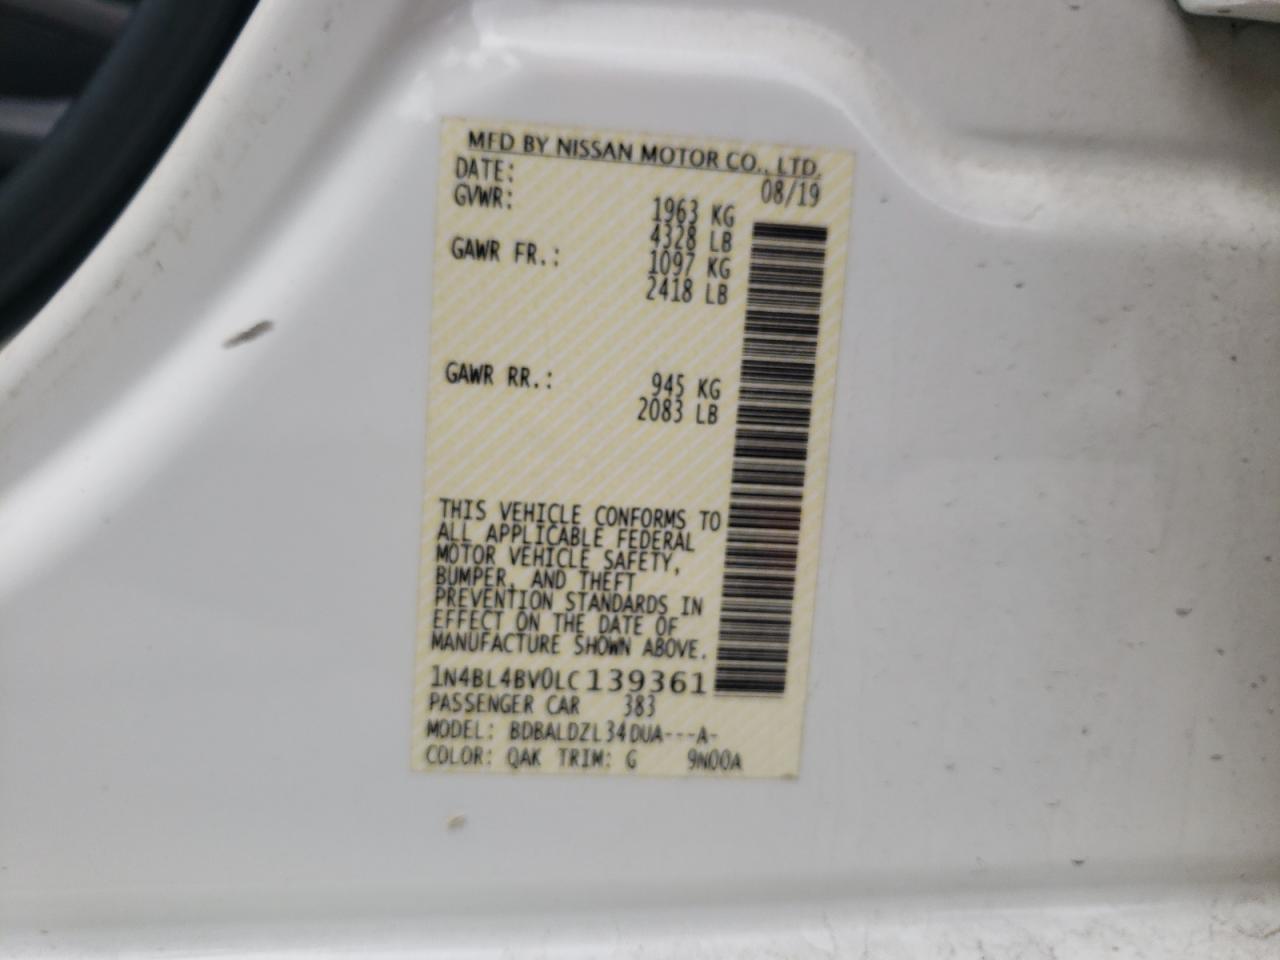 MFD BY NISSAN MOTOR CO., LTD.
DATE: 08/19
GVWR: 1963 KG
4328 LB
GAWR FR.: 1097 KG
2418 LB
GAWR RR.: 945 KG
2083 LB
THIS VEHICLE CONFORMS TO
ALL APPLICABLE FEDERAL
MOTOR VEHICLE SAFETY,
BUMPER, AND THEFT
PREVENTION STANDARDS IN
EFFECT ON THE DATE OF
MANUFACTURE SHOWN ABOVE.
1N4BL4BV0LC139361
PASSENGER CAR 383
MODEL: BDBALDZL34DUA---A-
COLOR: QAK TRIM: G 9N00A